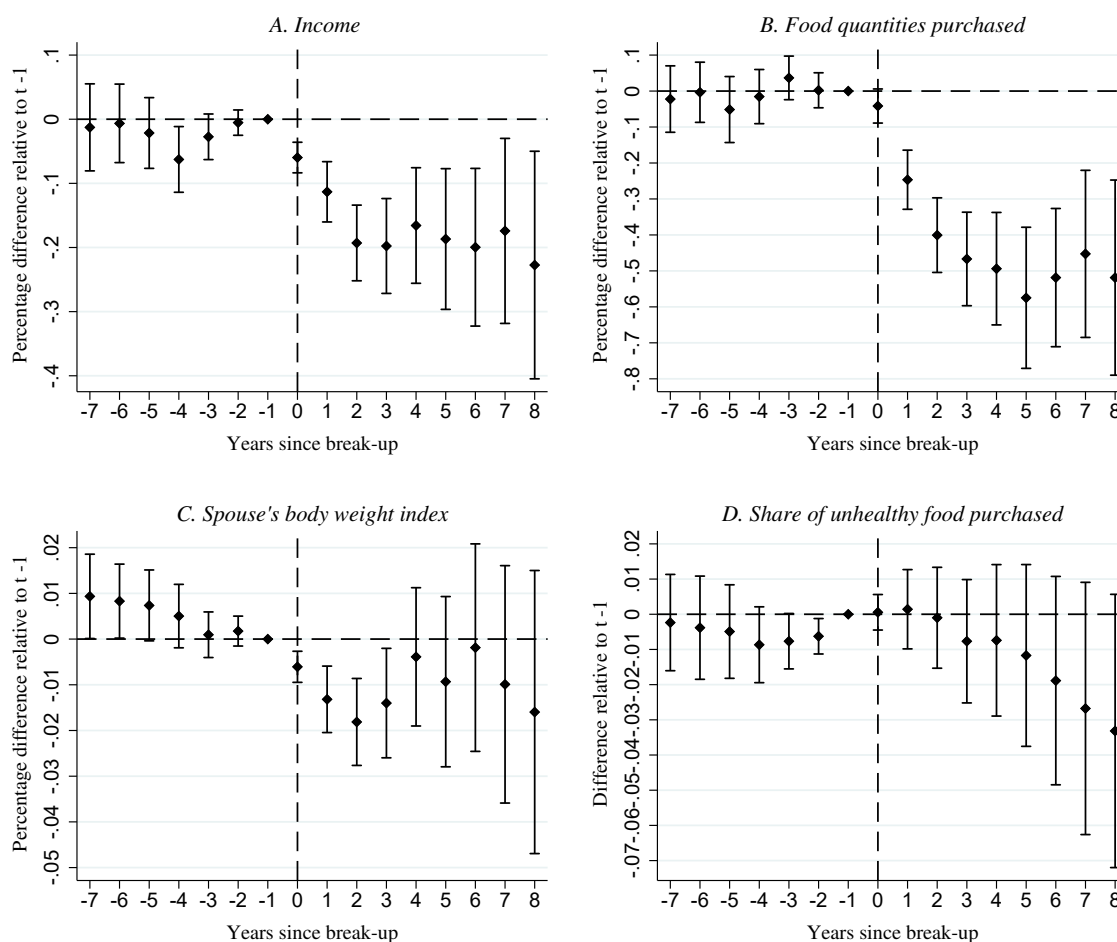 A. Income
Percentage difference relative to t -1
.1
0
-.1
-.2
-.3
-.4
-7 -6 -5 -4 -3 -2 -1 0 1 2 3 4 5 6 7 8
Years since break-up
B. Food quantities purchased
Percentage difference relative to t -1
.1
0
-.1
-.2
-.3
-.4
-.5
-.6
-.7
-.8
-7 -6 -5 -4 -3 -2 -1 0 1 2 3 4 5 6 7 8
Years since break-up
C. Spouse's body weight index
Percentage difference relative to t -1
.02
.01
0
-.01
-.02
-.03
-.04
-.05
-7 -6 -5 -4 -3 -2 -1 0 1 2 3 4 5 6 7 8
Years since break-up
D. Share of unhealthy food purchased
Difference relative to t -1
.02
.01
0
-.01
-.02
-.03
-.04
-.05
-.06
-.07
-7 -6 -5 -4 -3 -2 -1 0 1 2 3 4 5 6 7 8
Years since break-up